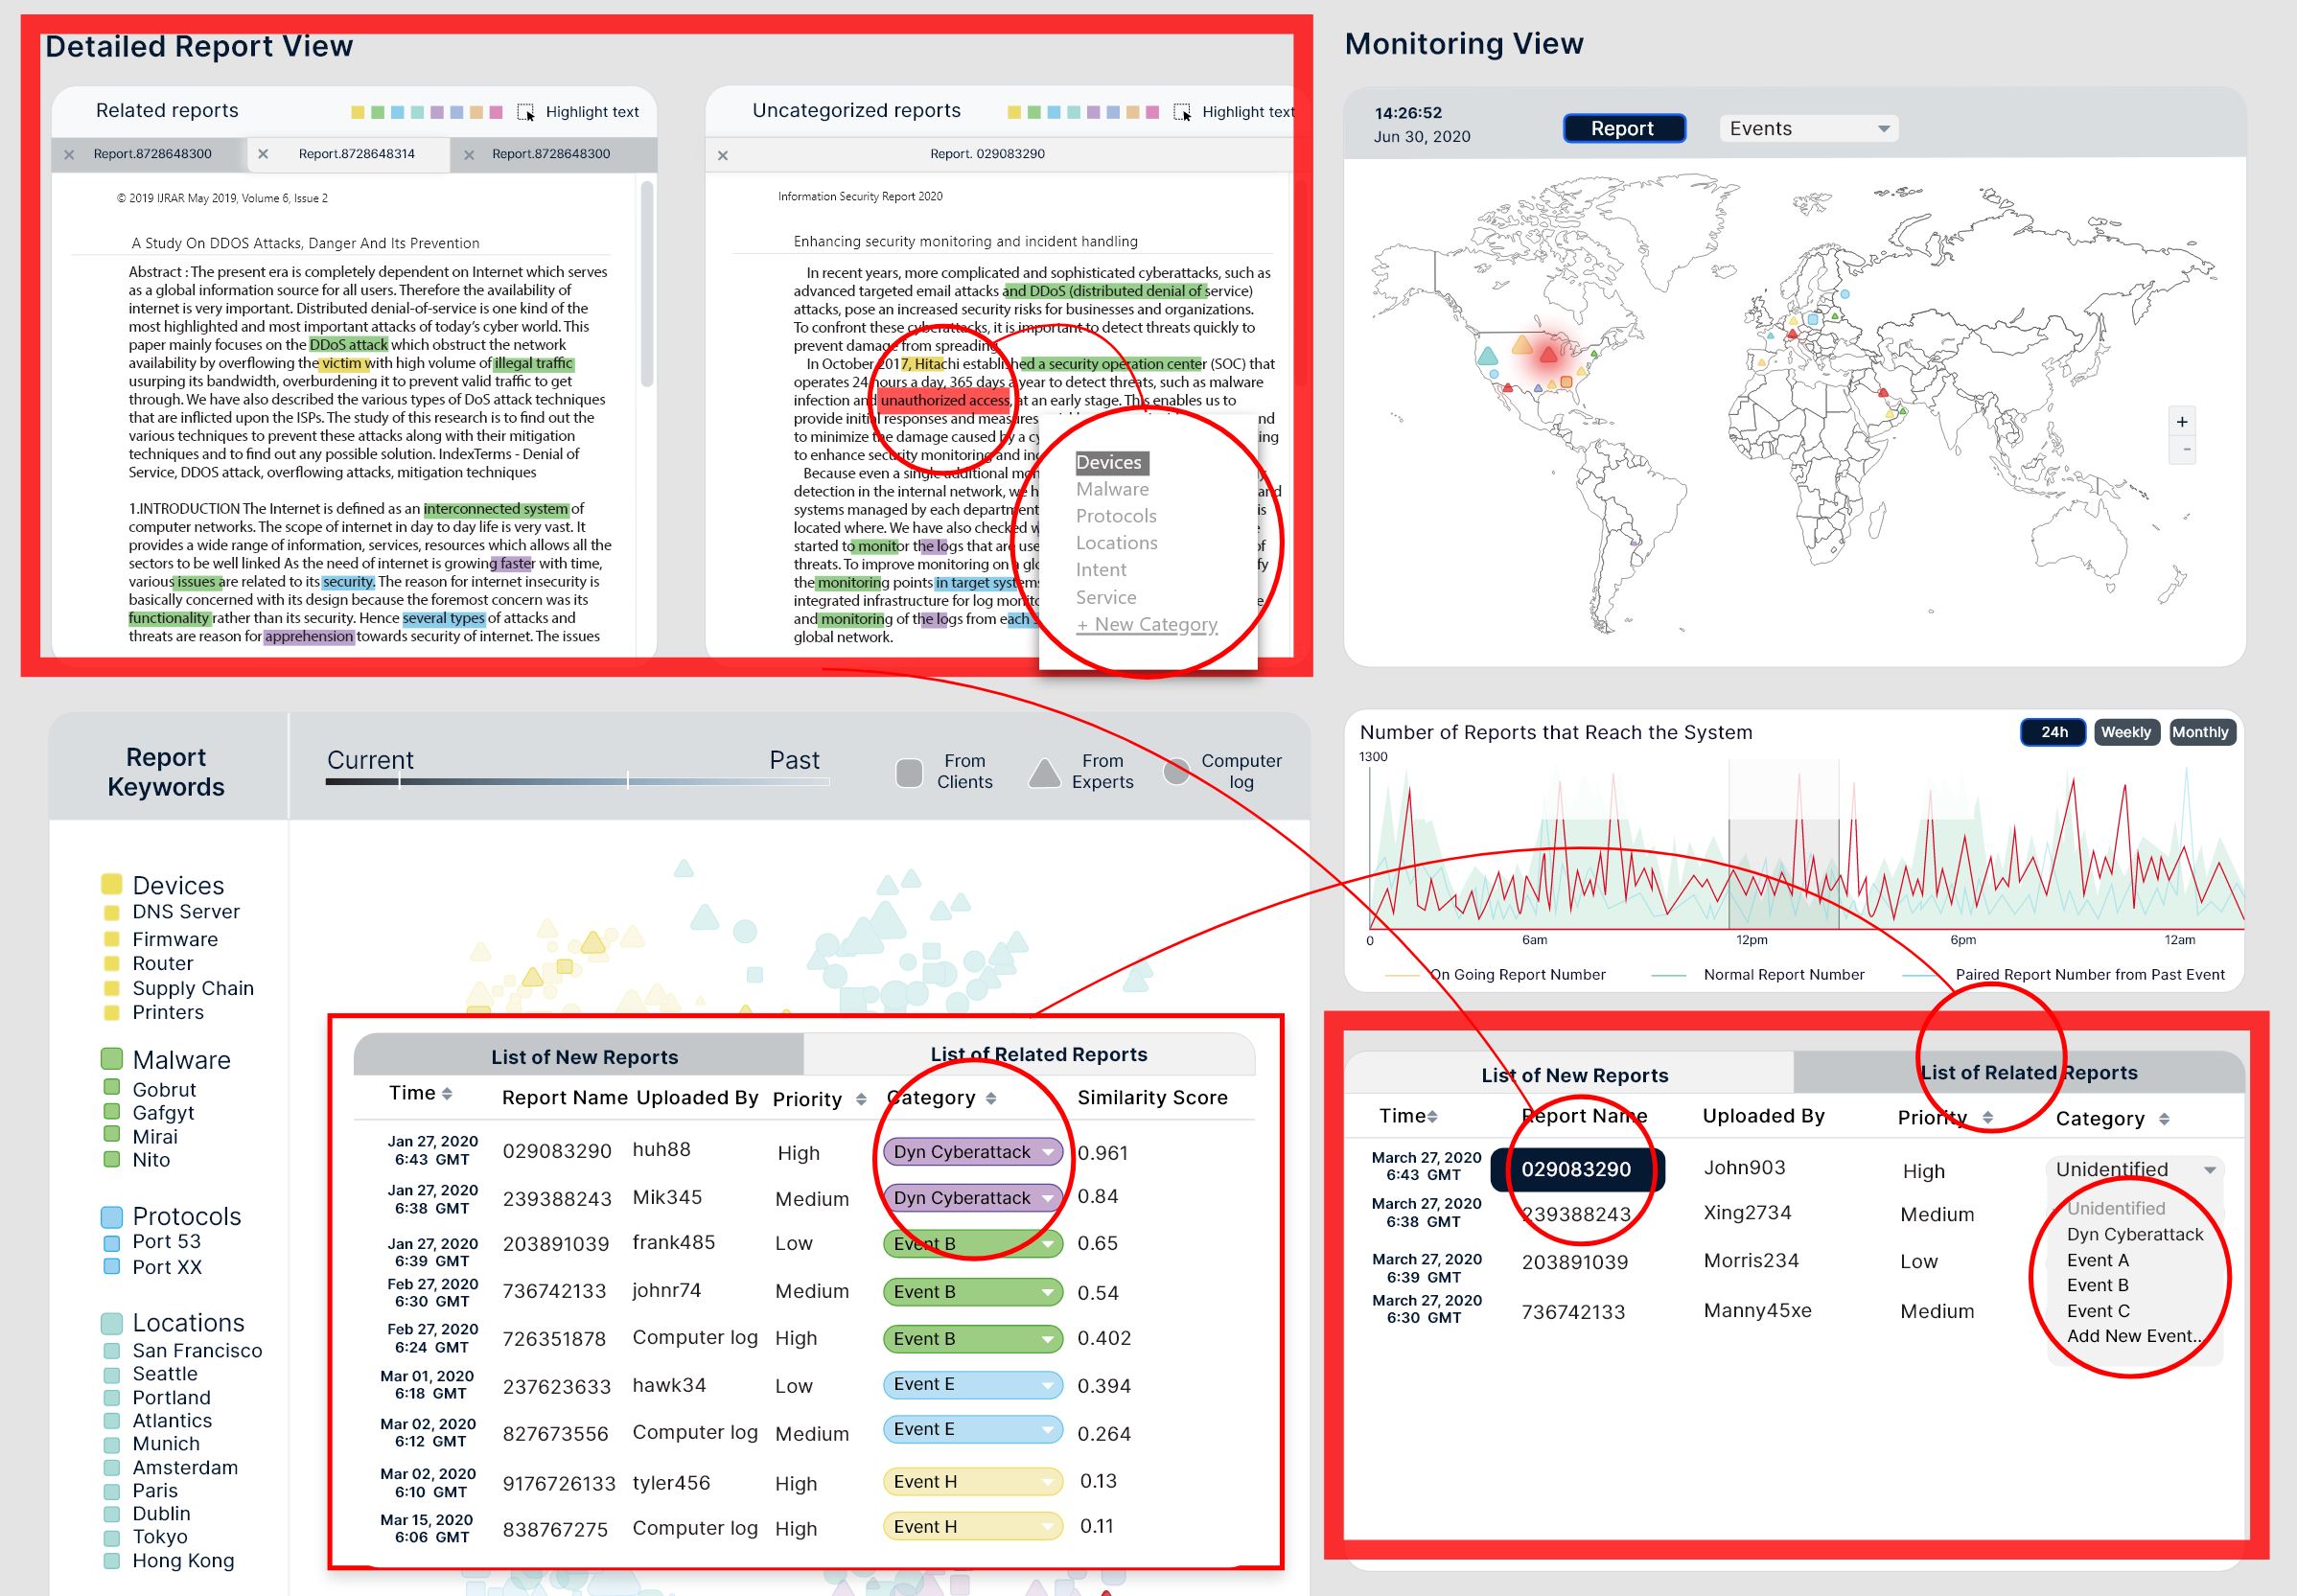 Detailed Report View
Related reports
Highlight text
Report.8728648300
Report.8728648314
Report.8728648300
© 2019 IJRAR May 2019, Volume 6, Issue 2
A Study On DDOS Attacks, Danger And Its Prevention
Abstract : The present era is completely dependent on Internet which serves
as a global information source for all users. Therefore the availability of
internet is very important. Distributed denial-of-service is one kind of the
most highlighted and most important attacks of today's cyber world. This
paper mainly focuses on the DDoS attack which obstruct the network
availability by overflowing the victim with high volume of illegal traffic
usurping its bandwidth, overburdening it to prevent valid traffic to get
through. We have also described the various types of DoS attack techniques
that are inflicted upon the ISPs. The study of this research is to find out the
various techniques to prevent these attacks along with their mitigation
techniques and to find out any possible solution. IndexTerms - Denial of
Service, DDOS attack, overflowing attacks, mitigation techniques
1.INTRODUCTION The Internet is defined as an interconnected system of
computer networks. The scope of internet in day to day life is very vast. It
provides a wide range of information, services, resources which allows all the
sectors to be well linked As the need of internet is growing faster with time,
various issues are related to its security. The reason for internet insecurity is
basically concerned with its design because the foremost concern was its
functionality rather than its security. Hence several types of attacks and
threats are reason for apprehension towards security of internet. The issues
Uncategorized reports
Highlight text
Report. 029083290
Information Security Report 2020
Enhancing security monitoring and incident handling
In recent years, more complicated and sophisticated cyberattacks, such as
advanced targeted email attacks and DDoS (distributed denial of service)
attacks, pose an increased security risks for businesses and organizations.
To confront these cyberattacks, it is important to detect threats quickly to
prevent damage from spreading.
In October 2017, Hitachi established a security operation center (SOC) that
operates 24 hours a day, 365 days a year to detect threats, such as malware
infection and unauthorized access, at an early stage. This enables us to
provide initial responses and measures
to minimize the damage caused by a
to enhance security monitoring and
Because even a single additional
detection in the internal network, we
systems managed by each
located where. We have also checked
started to monitor the logs that are
threats. To improve monitoring on a
the monitoring points in target systems
integrated infrastructure for log
and monitoring of the logs from each
global network.
Devices
Malware
Protocols
Locations
Intent
Service
+ New Category
Monitoring View
14:26:52
Jun 30, 2020
Report
Events
+
-
Number of Reports that Reach the System
24h
Weekly
Monthly
1300
0 6am 12pm 6pm 12am
On Going Report Number
Normal Report Number
Paired Report Number from Past Event
Report
Keywords
Current
Past
From
Clients
From
Experts
Computer
log
Devices
DNS Server
Firmware
Router
Supply Chain
Printers
Malware
Gobrut
Gafgyt
Mirai
Nito
Protocols
Port 53
Port XX
Locations
San Francisco
Seattle
Portland
Atlantics
Munich
Amsterdam
Paris
Dublin
Tokyo
Hong Kong
List of New Reports
List of Related Reports
Time Report Name Uploaded By Priority Category Similarity Score
Jan 27, 2020
6:43 GMT
029083290 huh88 High Dyn Cyberattack 0.961
Jan 27, 2020
6:38 GMT
239388243 Mik345 Medium Dyn Cyberattack 0.84
Jan 27, 2020
6:39 GMT
203891039 frank485 Low Event B 0.65
Feb 27, 2020
6:30 GMT
736742133 johnr74 Medium Event B 0.54
Feb 27, 2020
6:24 GMT
726351878 Computer log High Event B 0.402
Mar 01, 2020
6:18 GMT
237623633 hawk34 Low Event E 0.394
Mar 02, 2020
6:12 GMT
827673556 Computer log Medium Event E 0.264
Mar 02, 2020
6:10 GMT
9176726133 tyler456 High Event H 0.13
Mar 15, 2020
6:06 GMT
838767275 Computer log High Event H 0.11
List of New Reports
List of Related Reports
Time Report Name Uploaded By Priority Category
March 27, 2020
6:43 GMT
029083290 John903 High Unidentified
March 27, 2020
6:38 GMT
239388243 Xing2734 Medium
March 27, 2020
6:39 GMT
203891039 Morris234 Low
March 27, 2020
6:30 GMT
736742133 Manny45xe Medium
Unidentified
Dyn Cyberattack
Event A
Event B
Event C
Add New Event..